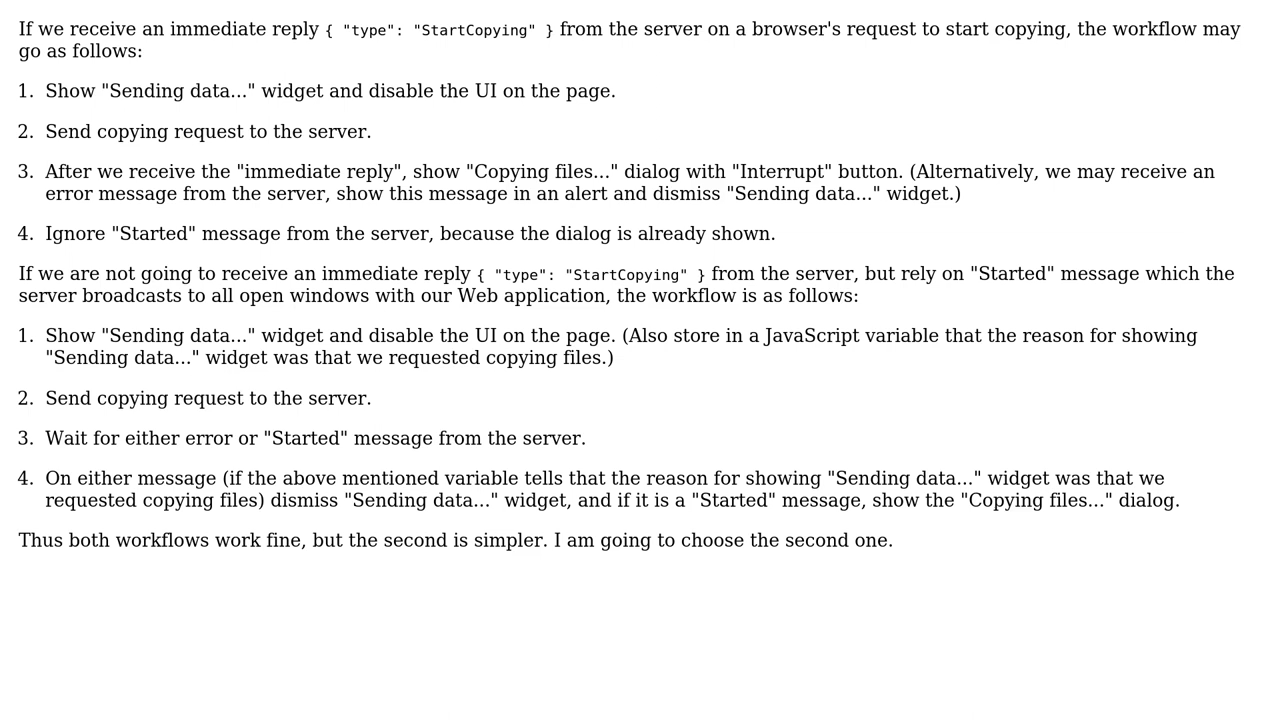 If we receive an immediate reply { "type": "StartCopying" } from the server on a browser's request to start copying, the workflow may
go as follows:
1. Show "Sending data..." widget and disable the UI on the page.
2. Send copying request to the server.
3. After we receive the "immediate reply", show "Copying files..." dialog with "Interrupt" button. (Alternatively, we may receive an
error message from the server, show this message in an alert and dismiss "Sending data..." widget.)
4. Ignore "Started" message from the server, because the dialog is already shown.
If we are not going to receive an immediate reply { "type": "StartCopying" } from the server, but rely on "Started" message which the
server broadcasts to all open windows with our Web application, the workflow is as follows:
1. Show "Sending data..." widget and disable the UI on the page. (Also store in a JavaScript variable that the reason for showing
"Sending data..." widget was that we requested copying files.)
2. Send copying request to the server.
3. Wait for either error or "Started" message from the server.
4. On either message (if the above mentioned variable tells that the reason for showing "Sending data..." widget was that we
requested copying files) dismiss "Sending data..." widget, and if it is a "Started" message, show the "Copying files..." dialog.
Thus both workflows work fine, but the second is simpler. I am going to choose the second one.